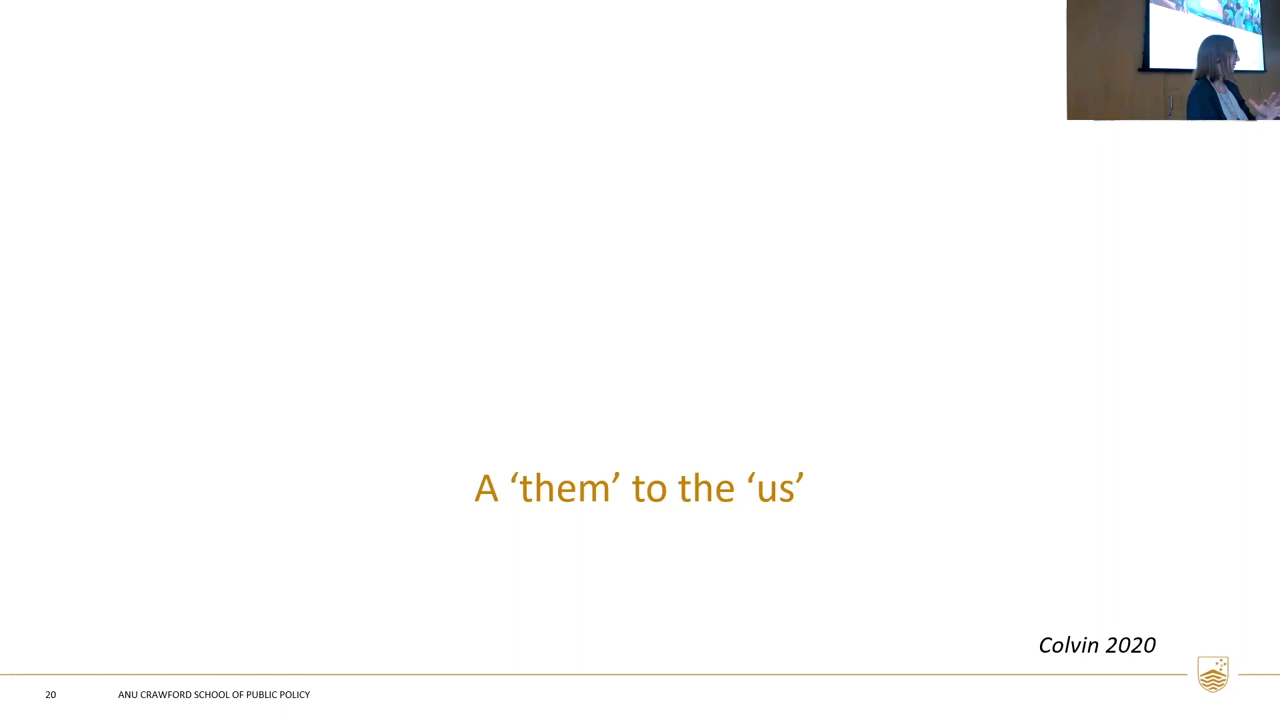 A ‘them’ to the ‘us’
Colvin 2020
20 ANU CRAWFORD SCHOOL OF PUBLIC POLICY